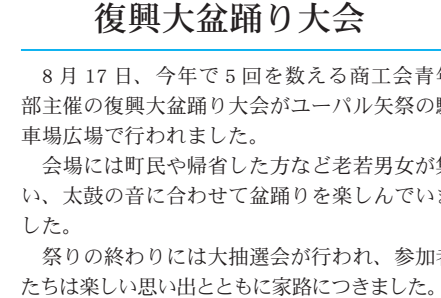 復興大盆踊り大会
８月 17 日、今年で５回を数える商工会青
部主催の復興大盆踊り大会がユーパル矢祭の
車場広場で行われました。
会場には町民や帰省した方など老若男女が
い、太鼓の音に合わせて盆踊りを楽しんでいま
した。
祭りの終わりには大抽選会が行われ、参加者
たちは楽しい思い出とともに家路につきました。